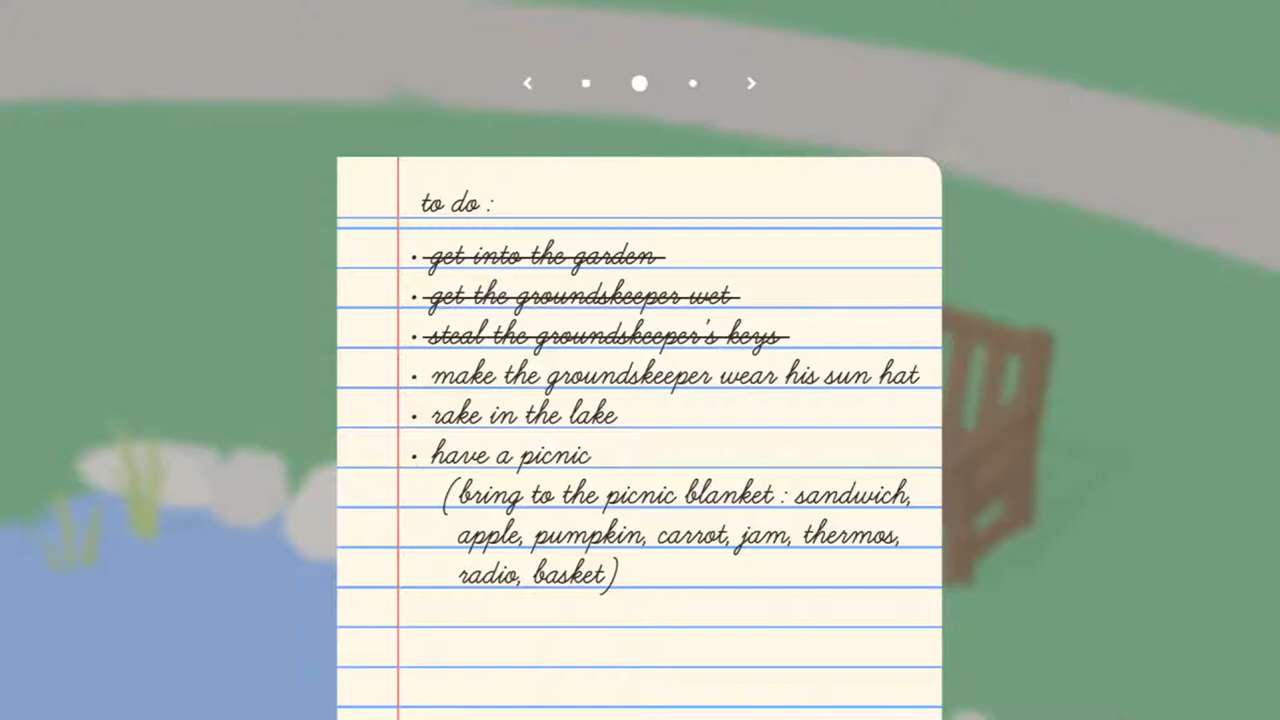 to do :
• get into the garden
• get the groundskeeper wet
• steal the groundskeeper's keys
• make the groundskeeper wear his sun hat
• rake in the lake
• have a picnic
(bring to the picnic blanket : sandwich,
apple, pumpkin, carrot, jam, thermos,
radio, basket)